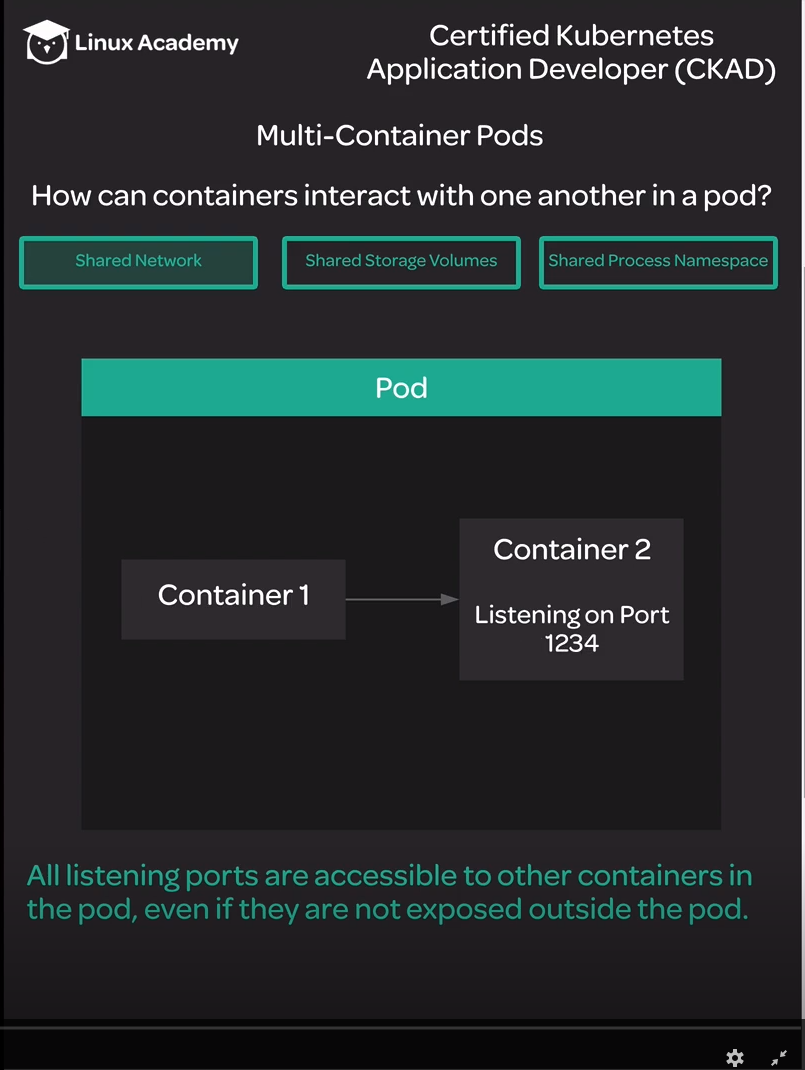 Linux Academy
Certified Kubernetes
Application Developer (CKAD)
Multi-Container Pods
How can containers interact with one another in a pod?
Shared Network
Shared Storage Volumes
Shared Process Namespace
Pod
Container 1
Container 2
Listening on Port
1234
All listening ports are accessible to other containers in
the pod, even if they are not exposed outside the pod.